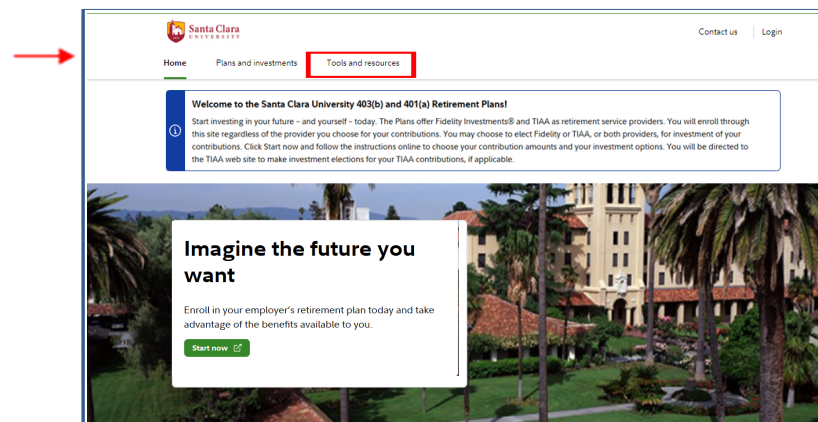 Santa Clara
UNIVERSITY
Contact us
Login
Home
Plans and investments
Tools and resources
Welcome to the Santa Clara University 403(b) and 401(a) Retirement Plans!
Start investing in your future – and yourself – today. The Plans offer Fidelity Investments® and TIAA as retirement service providers. You will enroll through
this site regardless of the provider you choose for your contributions. You may choose to elect Fidelity or TIAA, or both providers, for investment of your
contributions. Click Start now and follow the instructions online to choose your contribution amounts and your investment options. You will be directed to
the TIAA web site to make investment elections for your TIAA contributions, if applicable.
Imagine the future you
want
Enroll in your employer's retirement plan today and take
advantage of the benefits available to you.
Start now